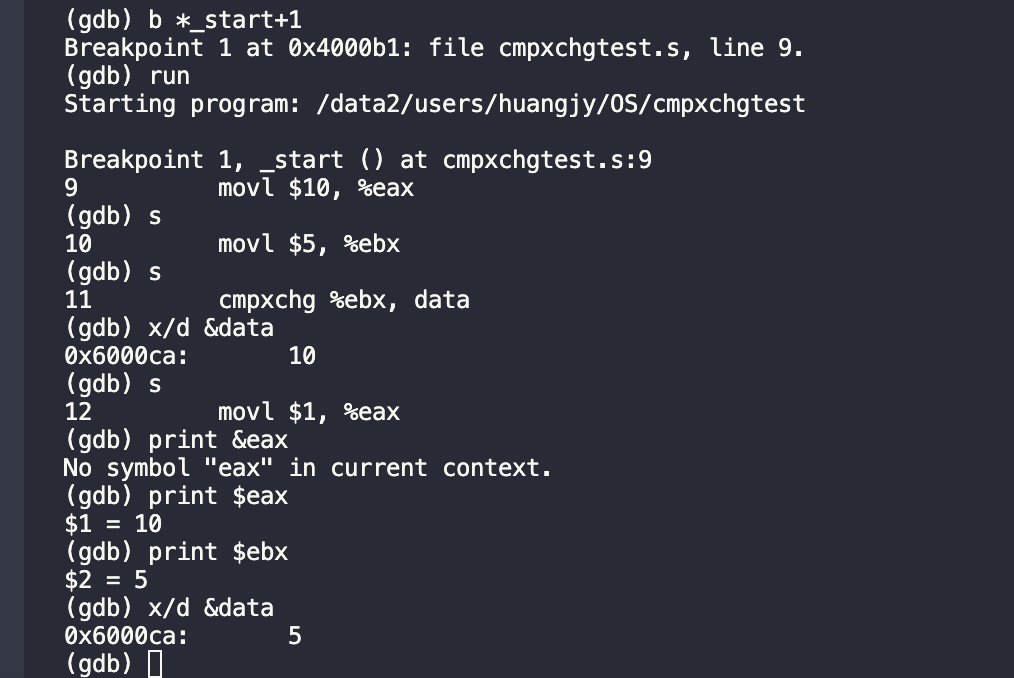 (gdb) b *_start+1
Breakpoint 1 at 0x4000b1: file cmpxchgtest.s, line 9.
(gdb) run
Starting program: /data2/users/huangjy/OS/cmpxchgtest
Breakpoint 1, _start () at cmpxchgtest.s:9
9          movl $10, %eax
(gdb) s
10         movl $5, %ebx
(gdb) s
11         cmpxchg %ebx, data
(gdb) x/d &data
0x6000ca:       10
(gdb) s
12         movl $1, %eax
(gdb) print &eax
No symbol "eax" in current context.
(gdb) print $eax
$1 = 10
(gdb) print $ebx
$2 = 5
(gdb) x/d &data
0x6000ca:       5
(gdb)